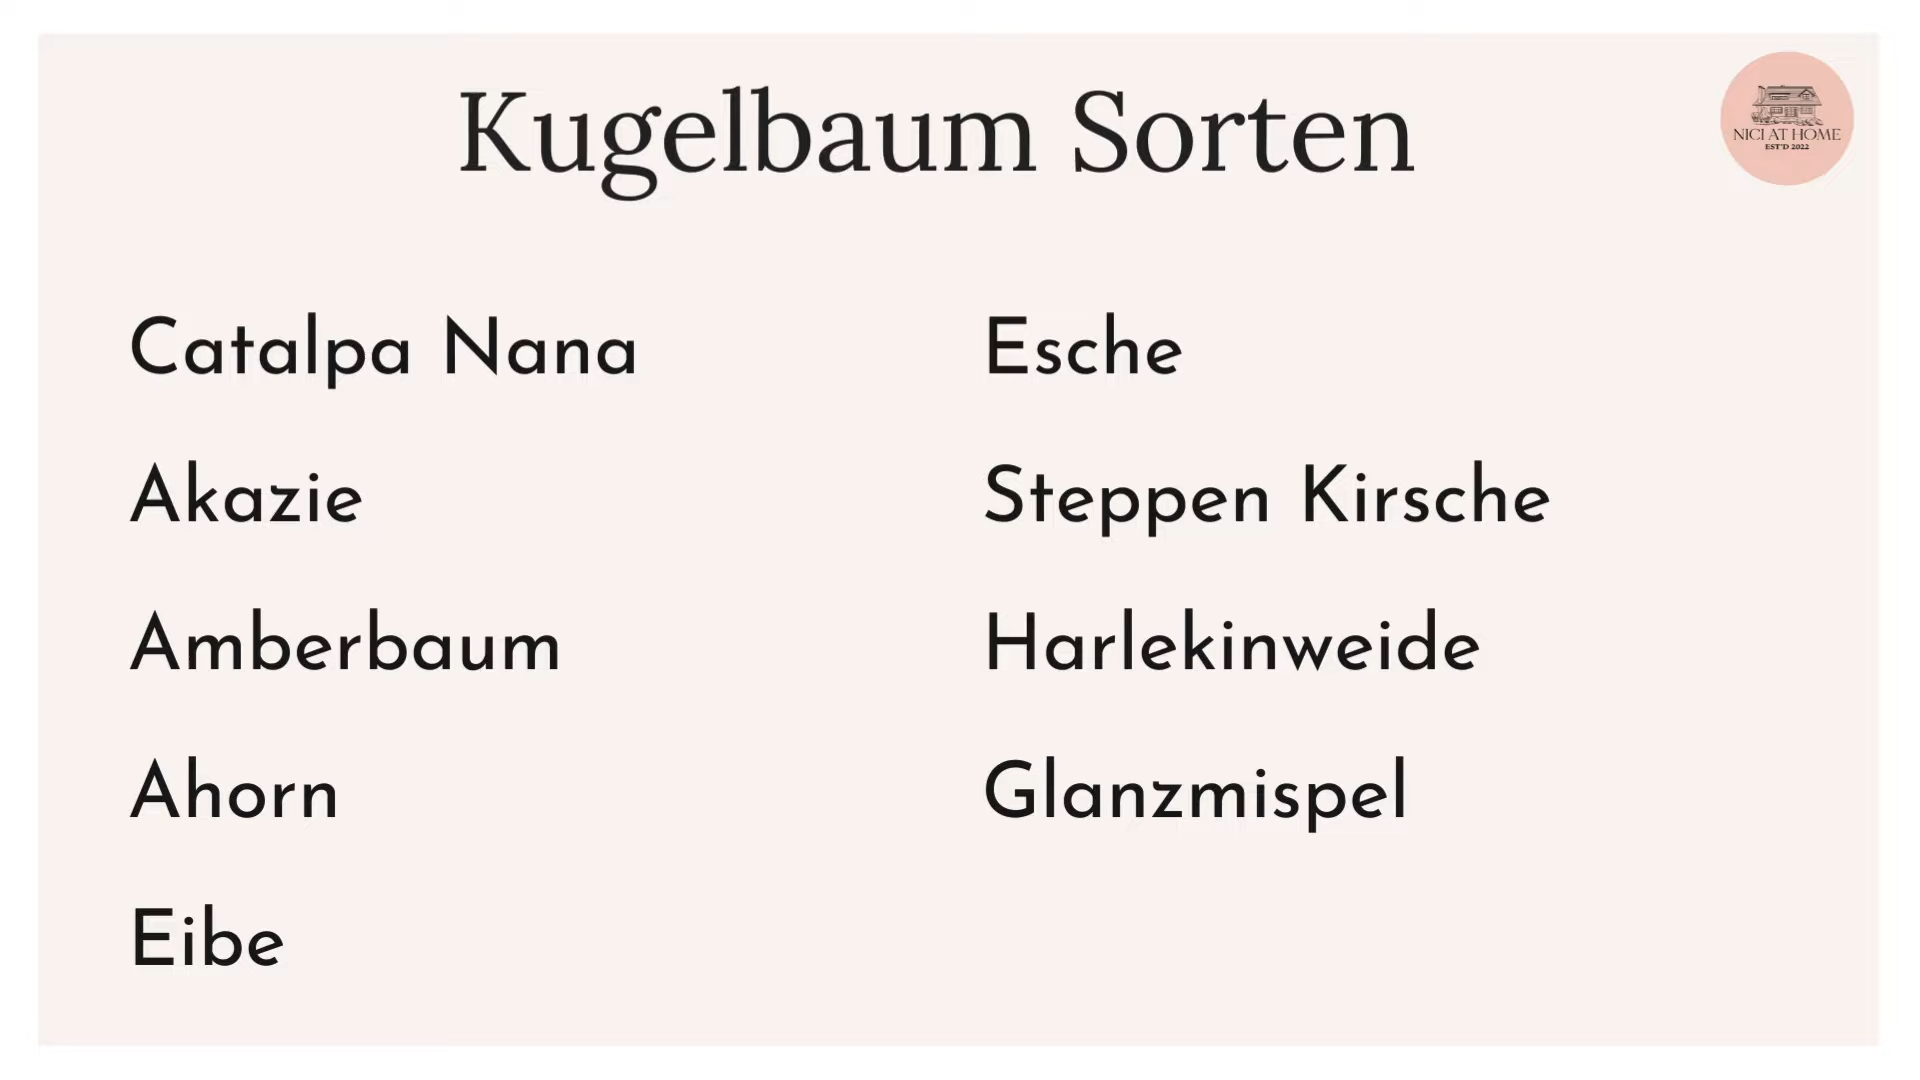 Kugelbaum Sorten
NICI AT HOME
EST'D 2022
Catalpa Nana
Akazie
Amberbaum
Ahorn
Eibe
Esche
Steppen Kirsche
Harlekinweide
Glanzmispel